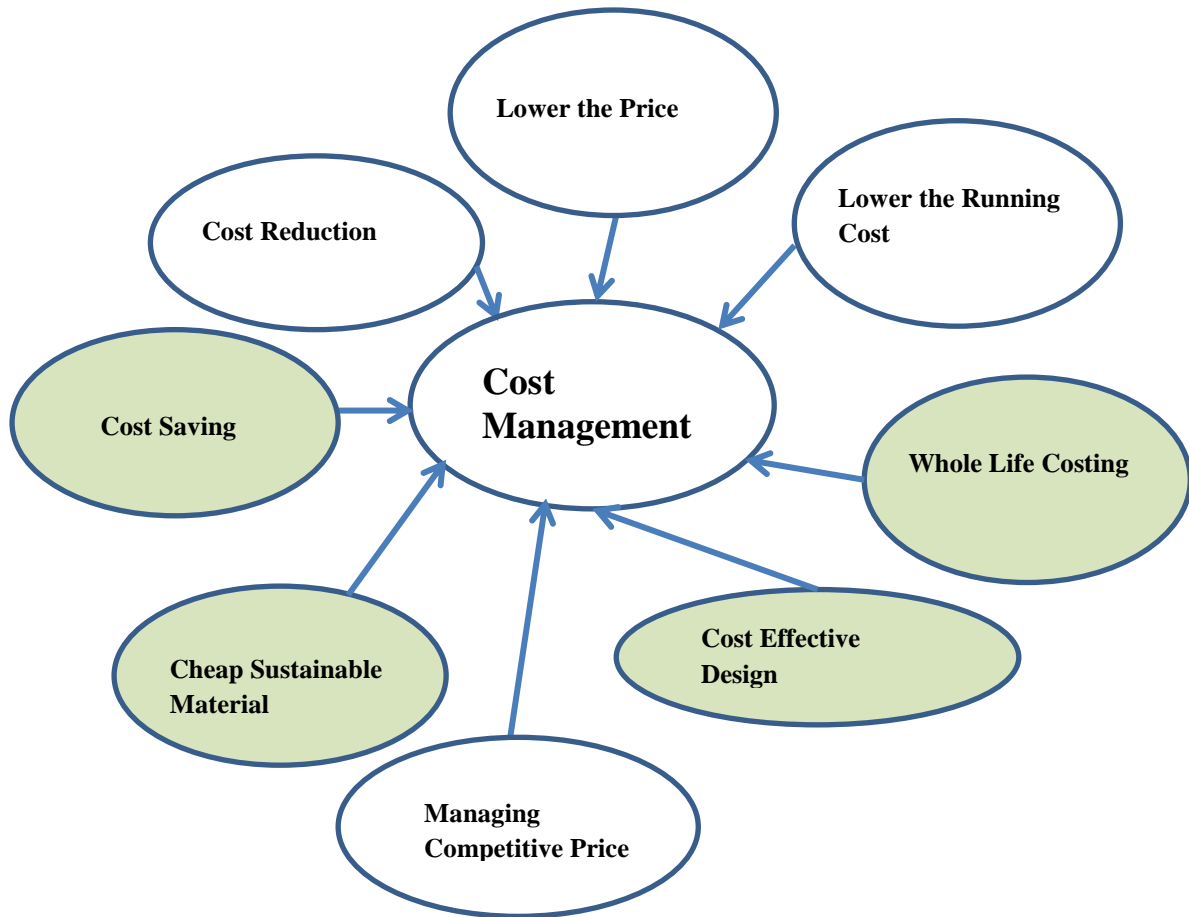 Lower the Price
Lower the Running
Cost
Cost Reduction
Cost
Management
Cost Saving
Whole Life Costing
Cost Effective
Design
Cheap Sustainable
Material
Managing
Competitive Price